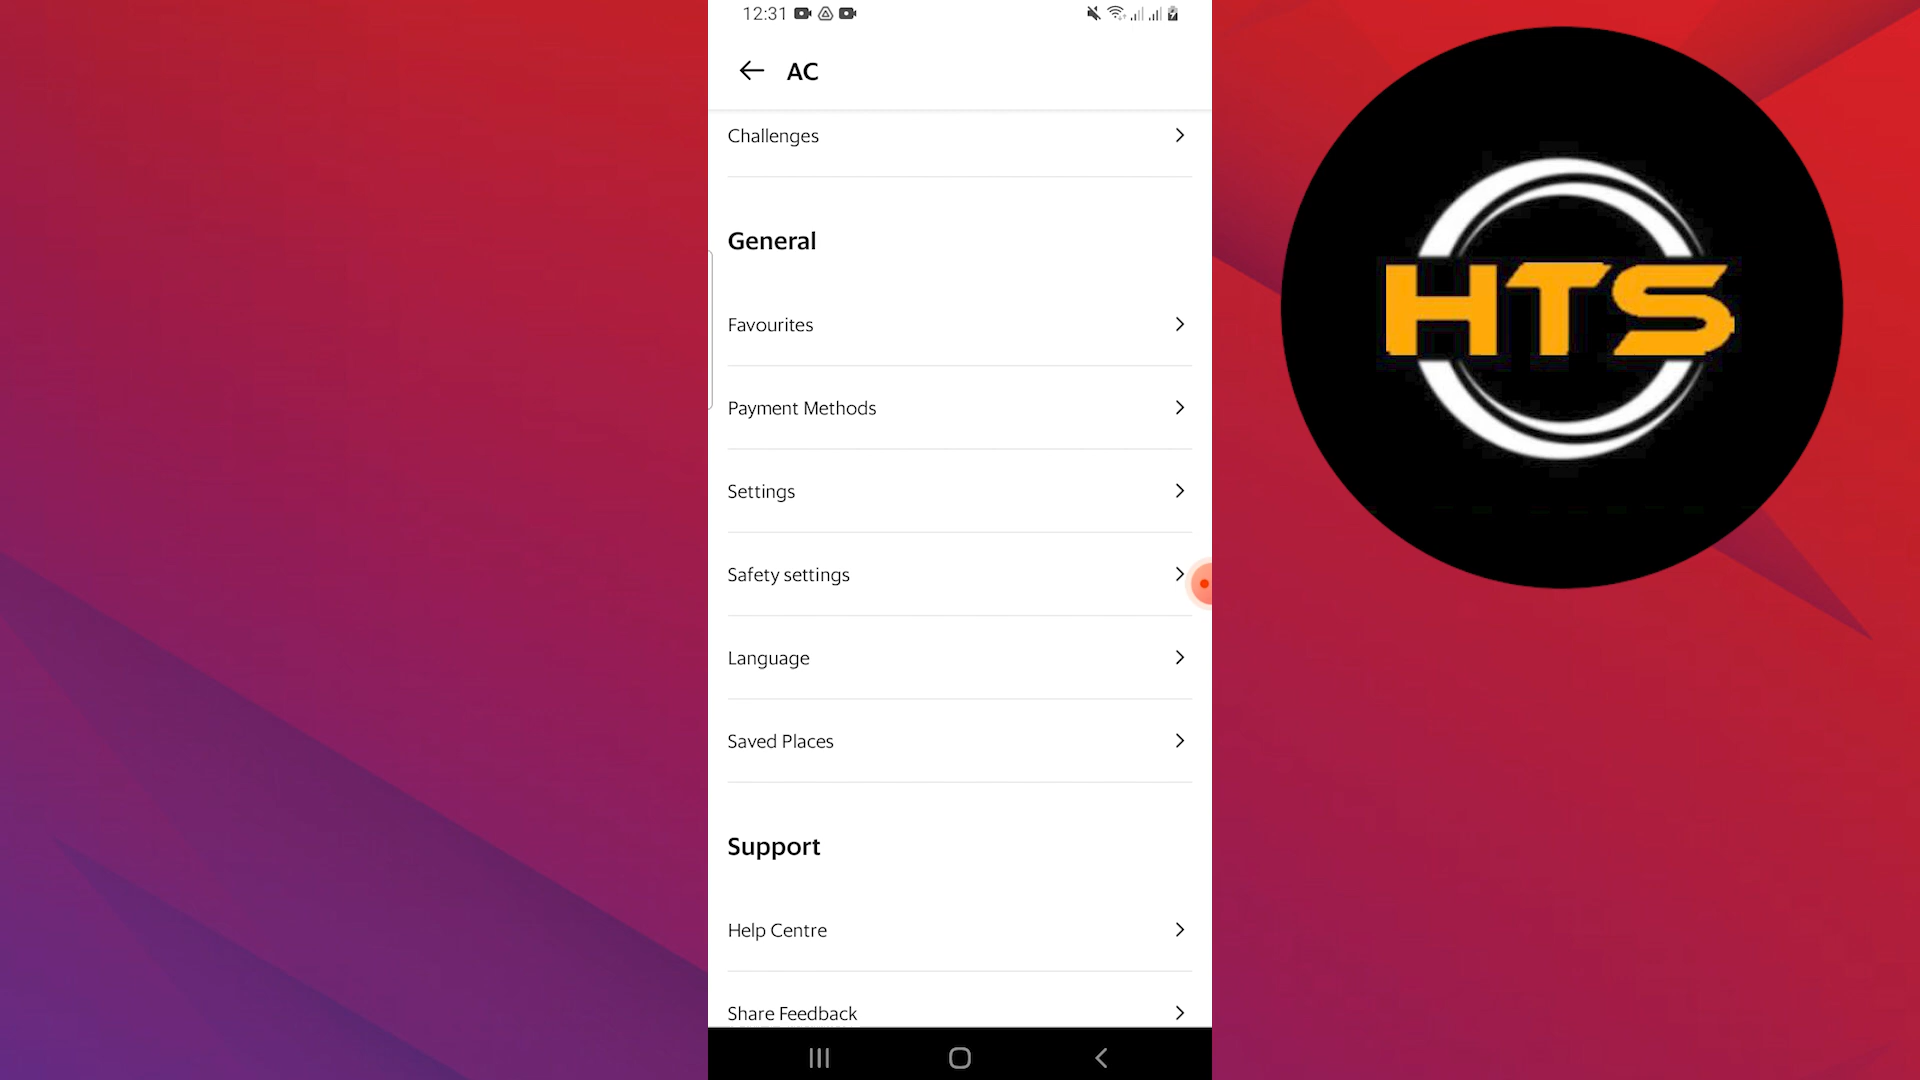 12:31
AC
Challenges
General
Favourites
Payment Methods
Settings
Safety settings
Language
Saved Places
Support
Help Centre
Share Feedback
HTS